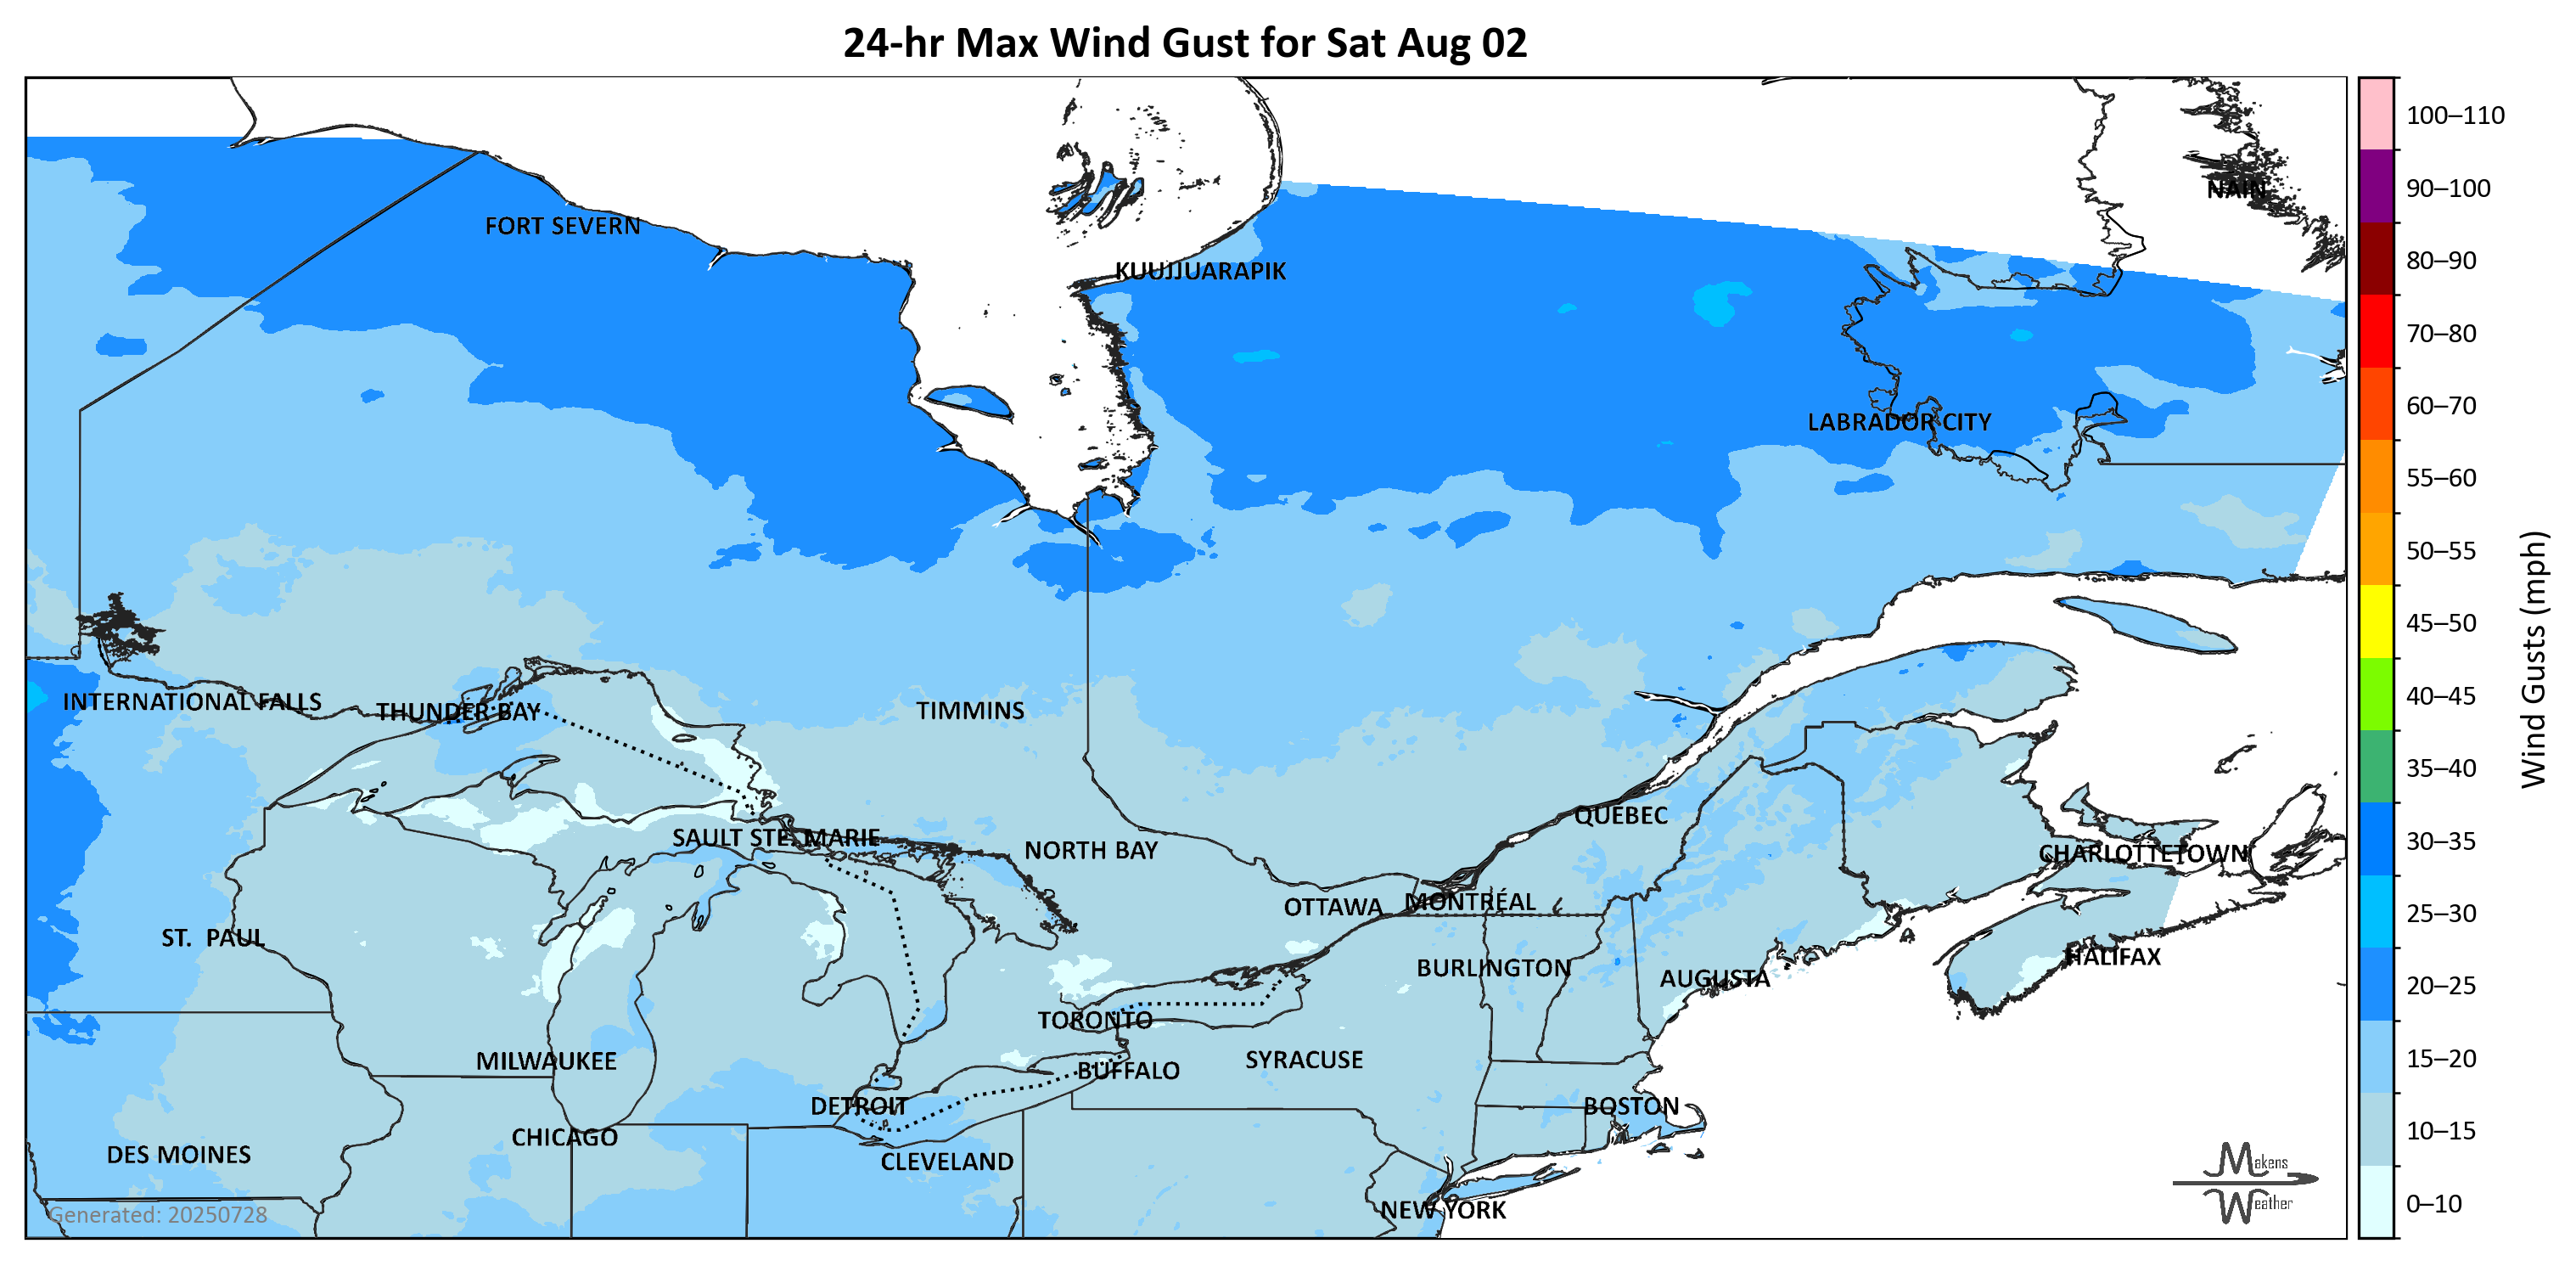 24-hr Max Wind Gust for Sat Aug 02
100–110
90–100
80–90
70–80
60–70
55–60
50–55
45–50
40–45
35–40
30–35
25–30
20–25
15–20
10–15
0–10
Wind Gusts (mph)
NAIN
FORT SEVERN
KUUJJUARAPIK
LABRADOR CITY
INTERNATIONAL FALLS
THUNDER BAY
TIMMINS
QUEBEC
SAULT STE. MARIE
NORTH BAY
CHARLOTTETOWN
OTTAWA
MONTRÉAL
ST. PAUL
HALIFAX
BURLINGTON
AUGUSTA
TORONTO
MILWAUKEE
BUFFALO
SYRACUSE
DETROIT
BOSTON
CHICAGO
DES MOINES
CLEVELAND
NEW YORK
Makens
Weather
Generated: 20250728